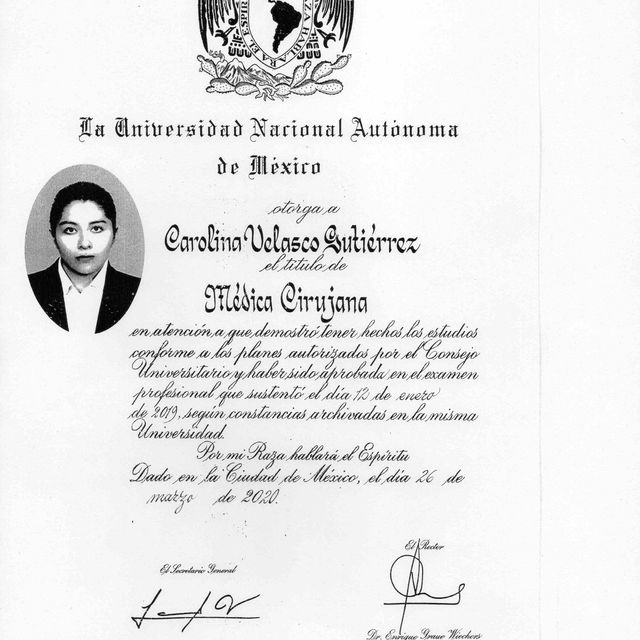 HABLARA EL ESPIRI
La Universidad Nacional Autónoma
de México
otorga a
Carolina Velasco Gutiérrez
el título de
Médica Cirujana
en atención a que demostró tener hechos los estudios
conforme a los planes autorizados por el Consejo
Universitario y haber sido aprobada en el examen
profesional que sustentó el día 12 de enero
de 2019, según constancias archivadas en la misma
Universidad.
Por mi Raza hablará el Espíritu
Dado en la Ciudad de México, el día 26 de
marzo de 2020.
El Rector
El Secretario General
Dr. Enrique Graue Wiechers